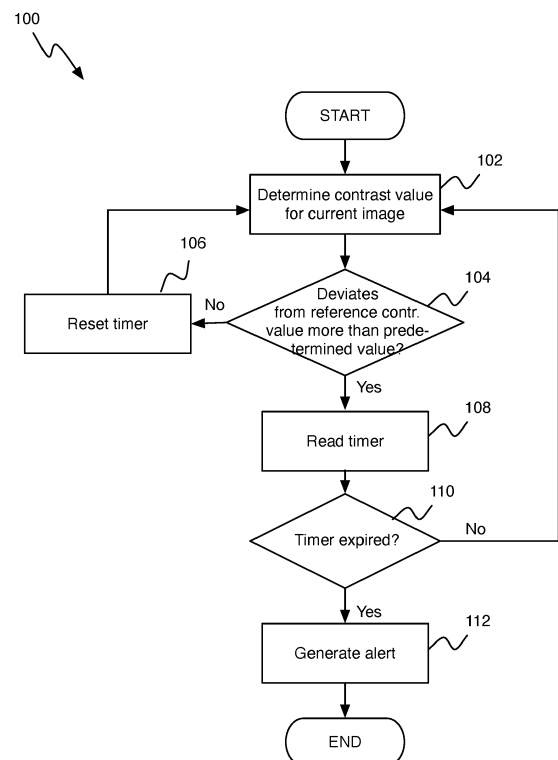 100
START
102
Determine contrast value
for current image
106
104
Deviates
from reference contr.
value more than prede-
termined value?
No
Reset timer
Yes
108
Read timer
110
Timer expired?
No
Yes
112
Generate alert
END